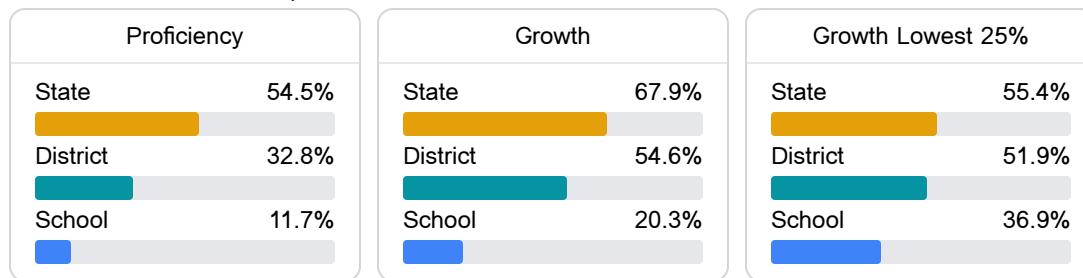 Proficiency
State 54.5%
District 32.8%
School 11.7%
Growth
State 67.9%
District 54.6%
School 20.3%
Growth Lowest 25%
State 55.4%
District 51.9%
School 36.9%